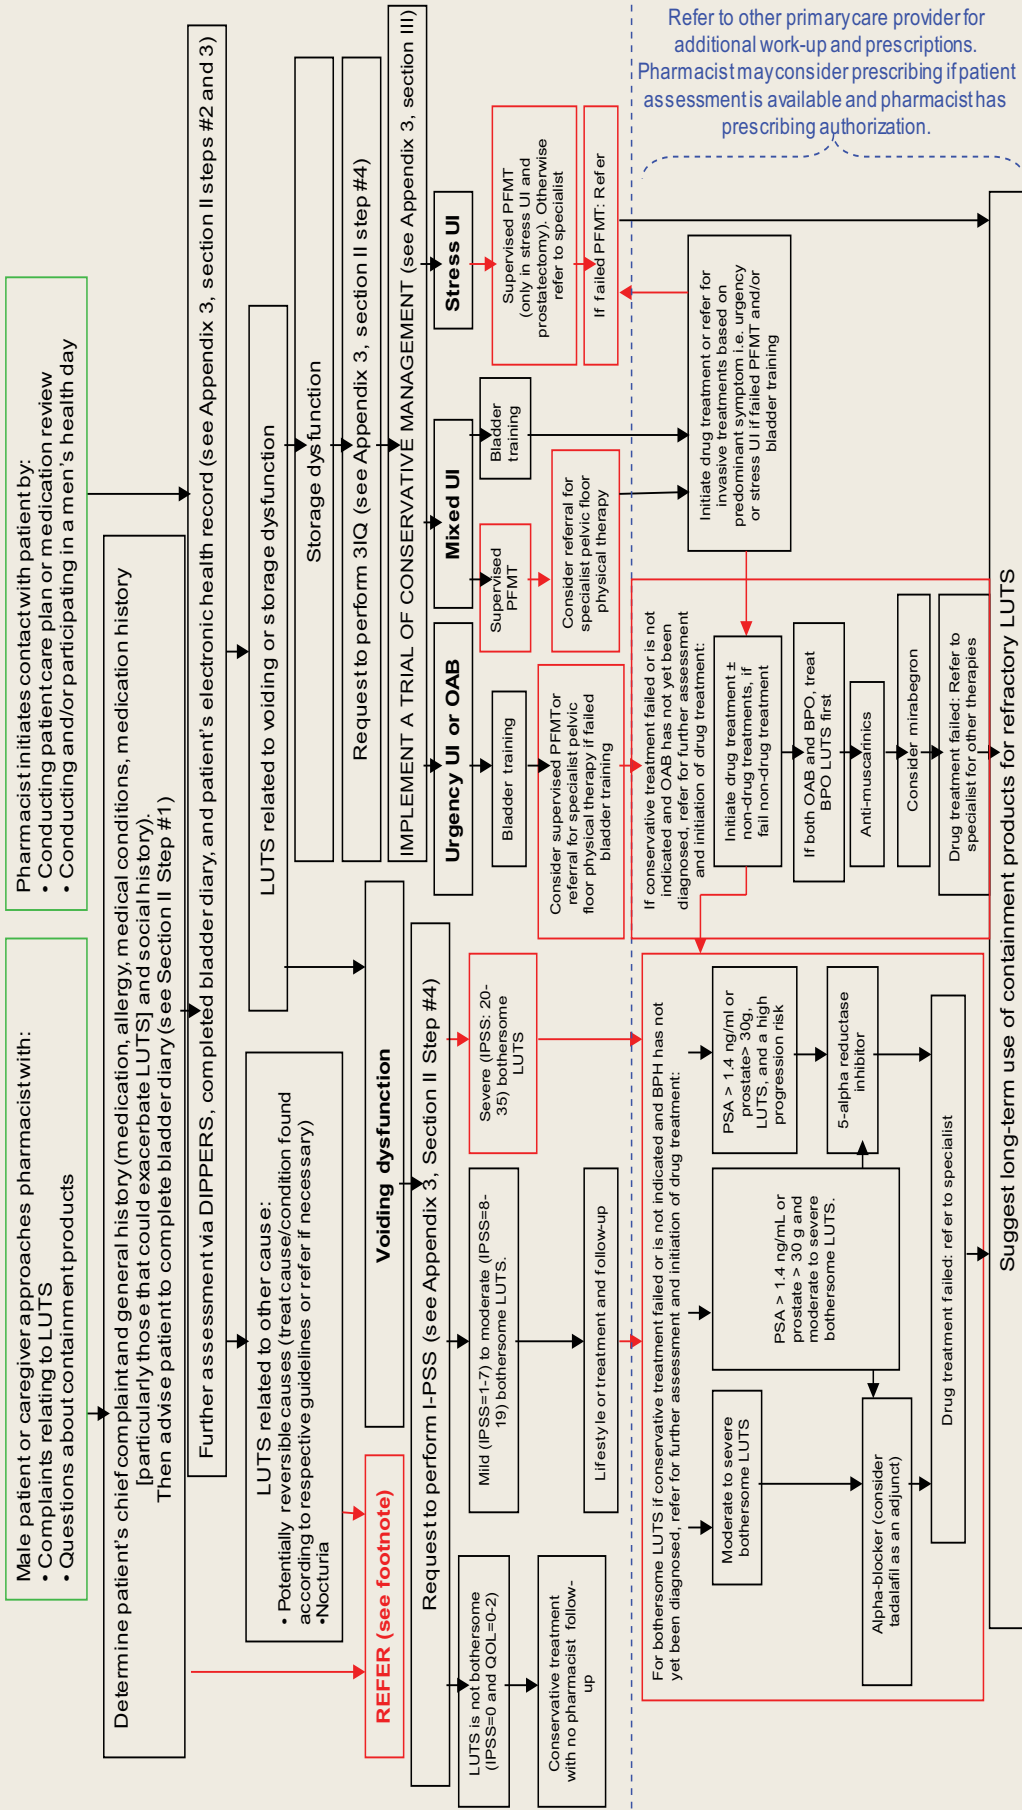 Male patient or caregiver approaches pharmacist with:
• Complaints relating to LUTS
• Questions about containment products
Pharmacist initiates contact with patient by:
• Conducting patient care plan or medication review
• Conducting and/or participating in a men's health day
Determine patient's chief complaint and general history (medication, allergy, medical conditions, medication history
[particularly those that could exacerbate LUTS] and social history).
Then advise patient to complete bladder diary (see Section II Step #1)
Further assessment via DIPPERS, completed bladder diary, and patient's electronic health record (see Appendix 3, section II steps #2 and 3)
LUTS related to other cause:
• Potentially reversible causes (treat cause/condition found
according to respective guidelines or refer if necessary)
•Nocturia
LUTS related to voiding or storage dysfunction
REFER (see footnote)
Voiding dysfunction
Storage dysfunction
Request to perform 3IQ (see Appendix 3, section II step #4)
IMPLEMENT A TRIAL OF CONSERVATIVE MANAGEMENT (see Appendix 3, section III)
Request to perform I-PSS (see Appendix 3, Section II Step #4)
LUTS is not bothersome
(IPSS=0 and QOL=0-2)
Conservative treatment
with no pharmacist follow-
up
Mild (IPSS=1-7) to moderate (IPSS=8-
19) bothersome LUTS.
Lifestyle or treatment and follow-up
Severe (IPSS: 20-
35) bothersome
LUTS
Urgency UI or OAB
Bladder training
Consider supervised PFMT or
referral for specialist pelvic
floor physical therapy if failed
bladder training
Mixed UI
Supervised
PFMT
Consider referral for
specialist pelvic floor
physical therapy
Bladder
training
Stress UI
Supervised PFMT
(only in stress UI and
prostatectomy). Otherwise
refer to specialist
If failed PFMT: Refer
Refer to other primary care provider for
additional work-up and prescriptions.
Pharmacist may consider prescribing if patient
assessment is available and pharmacist has
prescribing authorization.
For bothersome LUTS if conservative treatment failed or is not indicated and BPH has not
yet been diagnosed, refer for further assessment and initiation of drug treatment:
Moderate to severe
bothersome LUTS
Alpha-blocker (consider
tadalafil as an adjunct)
PSA > 1.4 ng/mL or
prostate > 30 g and
moderate to severe
bothersome LUTS.
PSA > 1.4 ng/ml or
prostate> 30g,
LUTS, and a high
progression risk
5-alpha reductase
inhibitor
Drug treatment failed: refer to specialist
If conservative treatment failed or is not
indicated and OAB has not yet been
diagnosed, refer for further assessment
and initiation of drug treatment:
Initiate drug treatment ±
non-drug treatments, if
fail non-drug treatment
If both OAB and BPO, treat
BPO LUTS first
Anti-muscarinics
Consider mirabegron
Drug treatment failed: Refer to
specialist for other therapies
Initiate drug treatment or refer for
invasive treatments based on
predominant symptom i.e. urgency
or stress UI if failed PFMT and/or
bladder training
Suggest long-term use of containment products for refractory LUTS